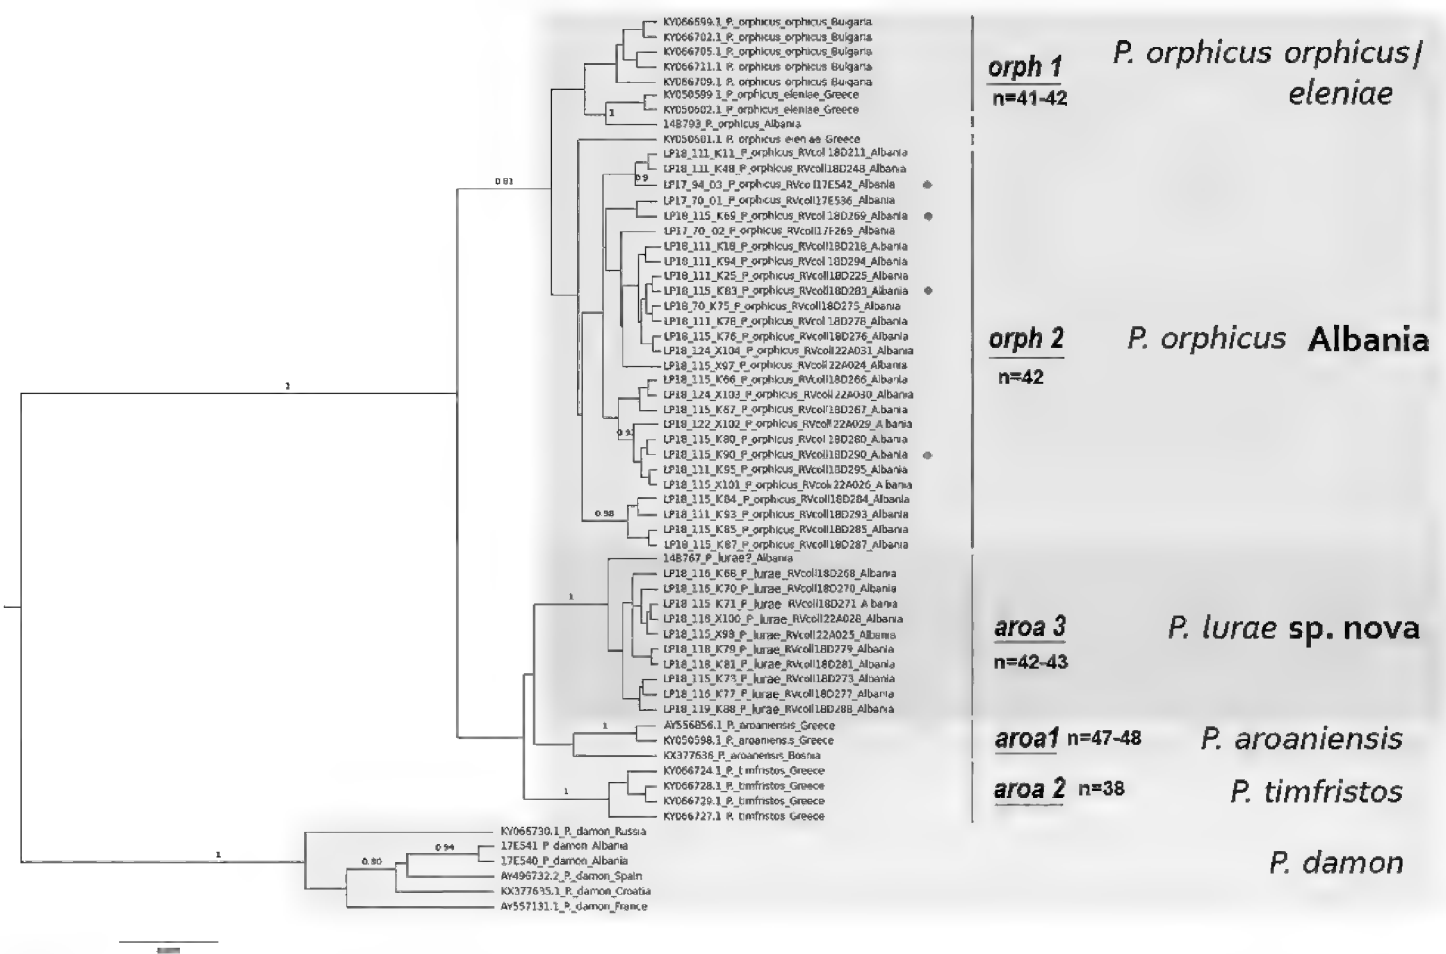 KY066699.1_P_orphicus_orphicus_Bulgaria
KY066702.1_P_orphicus_orphicus_Bulgaria
KY066705.1_P_orphicus_orphicus_Bulgaria
KY066711.1_P_orphicus_orphicus_Bulgaria
KY066709.1_P_orphicus_orphicus_Bulgaria
KY050599.1_P_orphicus_eleniae_Greece
KY050602.1_P_orphicus_eleniae_Greece
14B793_P_orphicus_Albania
KY050601.1_P_orphicus_eleniae_Greece
LP18_111_K11_P_orphicus_RVcoll18D211_Albania
LP18_111_K48_P_orphicus_RVcoll18D248_Albania
LP17_94_03_P_orphicus_RVcoll17E542_Albania
LP17_70_01_P_orphicus_RVcoll17E536_Albania
LP18_115_K69_P_orphicus_RVcoll18D269_Albania
LP17_70_02_P_orphicus_RVcoll17F269_Albania
LP18_111_K18_P_orphicus_RVcoll18D218_Albania
LP18_111_K94_P_orphicus_RVcoll18D294_Albania
LP18_111_K25_P_orphicus_RVcoll18D225_Albania
LP18_115_K83_P_orphicus_RVcoll18D283_Albania
LP18_70_K75_P_orphicus_RVcoll18D275_Albania
LP18_111_K78_P_orphicus_RVcoll18D278_Albania
LP18_115_K76_P_orphicus_RVcoll18D276_Albania
LP18_124_X104_P_orphicus_RVcoll22A031_Albania
LP18_115_X97_P_orphicus_RVcoll22A024_Albania
LP18_115_K66_P_orphicus_RVcoll18D266_Albania
LP18_124_X103_P_orphicus_RVcoll22A030_Albania
LP18_115_K67_P_orphicus_RVcoll18D267_Albania
LP18_122_X102_P_orphicus_RVcoll22A029_Albania
LP18_115_K80_P_orphicus_RVcoll18D280_Albania
LP18_115_K90_P_orphicus_RVcoll18D290_Albania
LP18_111_K95_P_orphicus_RVcoll18D295_Albania
LP18_115_X101_P_orphicus_RVcoll22A026_Albania
LP18_115_K84_P_orphicus_RVcoll18D284_Albania
LP18_111_K93_P_orphicus_RVcoll18D293_Albania
LP18_115_K85_P_orphicus_RVcoll18D285_Albania
LP18_115_K87_P_orphicus_RVcoll18D287_Albania
14B767_P_lurae?_Albania
LP18_116_K68_P_lurae_RVcoll18D268_Albania
LP18_116_K70_P_lurae_RVcoll18D270_Albania
LP18_115_K71_P_lurae_RVcoll18D271_Albania
LP18_116_X100_P_lurae_RVcoll22A028_Albania
LP18_115_X98_P_lurae_RVcoll22A025_Albania
LP18_118_K79_P_lurae_RVcoll18D279_Albania
LP18_118_K81_P_lurae_RVcoll18D281_Albania
LP18_115_K73_P_lurae_RVcoll18D273_Albania
LP18_116_K77_P_lurae_RVcoll18D277_Albania
LP18_119_K88_P_lurae_RVcoll18D288_Albania
AY556856.1_P_aroaniensis_Greece
KY050598.1_P_aroaniensis_Greece
KX377636_P_aroaniensis_Bosnia
KY066724.1_P_timfristos_Greece
KY066728.1_P_timfristos_Greece
KY066729.1_P_timfristos_Greece
KY066727.1_P_timfristos_Greece
KY066730.1_P_damon_Russia
17E541_P_damon_Albania
17E540_P_damon_Albania
AY496732.2_P_damon_Spain
KX377635.1_P_damon_Croatia
AY557131.1_P_damon_France
1
0.81
0.9
1
0.98
1
1
1
1
0.94
0.80
orph 1
n=41-42
P. orphicus orphicus/
eleniae
orph 2
n=42
P. orphicus Albania
aroa 3
n=42-43
P. lurae sp. nova
aroa1 n=47-48
P. aroaniensis
aroa 2 n=38
P. timfristos
P. damon